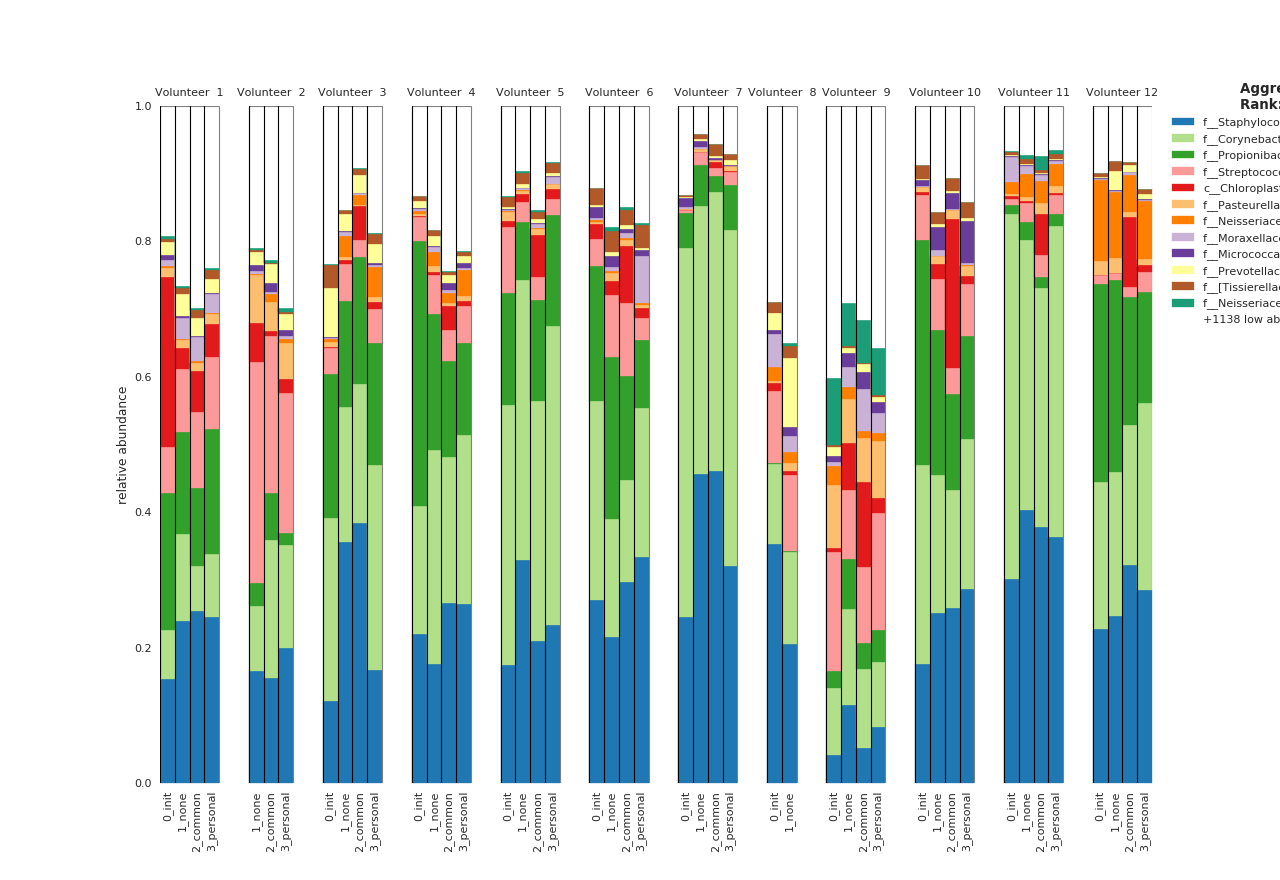 Volunteer 1 Volunteer 2 Volunteer 3 Volunteer 4 Volunteer 5 Volunteer 6 Volunteer 7 Volunteer 8 Volunteer 9 Volunteer 10 Volunteer 11 Volunteer 12
Aggre
Rank:
f__Staphyloco
f__Corynebact
f__Propionibac
f__Streptococc
c__Chloroplast
f__Pasteurella
f__Neisseriace
f__Moraxellac
f__Micrococca
f__Prevotellac
f__[Tissierellac
f__Neisseriace
+1138 low ab
relative abundance
1.0
0.8
0.6
0.4
0.2
0.0
0_init
1_none
2_common
3_personal
1_none
2_common
3_personal
0_init
1_none
2_common
3_personal
0_init
1_none
2_common
3_personal
0_init
1_none
2_common
3_personal
0_init
1_none
2_common
3_personal
0_init
1_none
2_common
3_personal
0_init
1_none
0_init
1_none
2_common
3_personal
0_init
1_none
2_common
3_personal
0_init
1_none
2_common
3_personal
0_init
1_none
2_common
3_personal